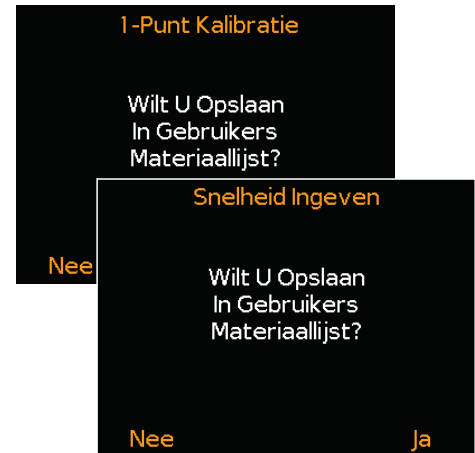 1-Punt Kalibratie
Wilt U Opslaan
In Gebruikers
Materiaallijst?
Nee
Snelheid Ingeven
Wilt U Opslaan
In Gebruikers
Materiaallijst?
Nee Ja